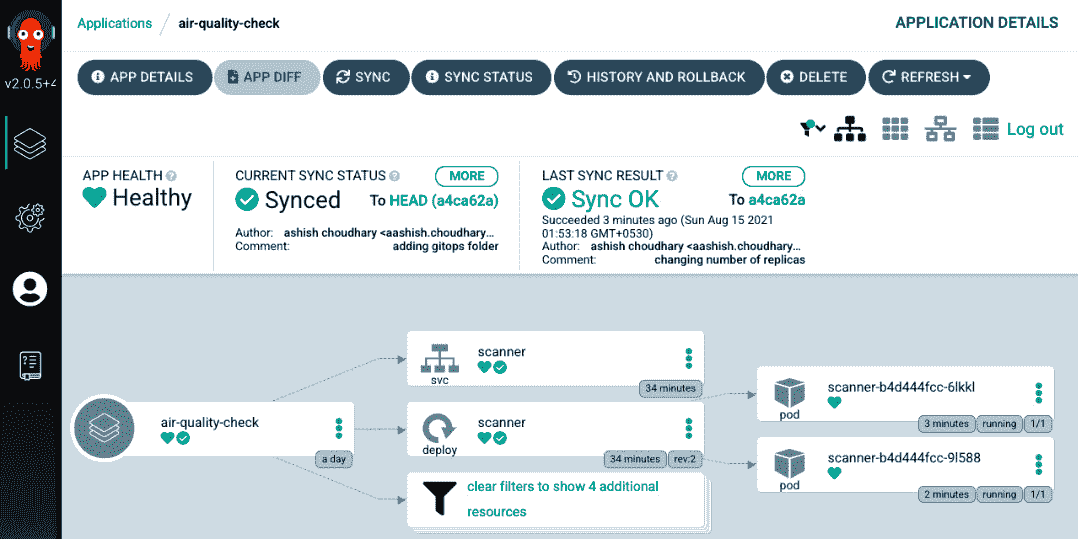 Applications / air-quality-check
APPLICATION DETAILS
v2.0.5+4
APP DETAILS
APP DIFF
SYNC
SYNC STATUS
HISTORY AND ROLLBACK
DELETE
REFRESH
Log out
APP HEALTH
Healthy
CURRENT SYNC STATUS
MORE
Synced
To HEAD (a4ca62a)
Author: ashish choudhary <aashish.choudhary...
Comment: adding gitops folder
LAST SYNC RESULT
MORE
Sync OK
To a4ca62a
Succeeded 3 minutes ago (Sun Aug 15 2021
01:53:18 GMT+0530)
Author: ashish choudhary <aashish.choudhary...
Comment: changing number of replicas
air-quality-check
a day
svc
scanner
34 minutes
deploy
scanner
34 minutes
rev:2
clear filters to show 4 additional
resources
pod
scanner-b4d444fcc-6lkkl
3 minutes
running
1/1
pod
scanner-b4d444fcc-9l588
2 minutes
running
1/1